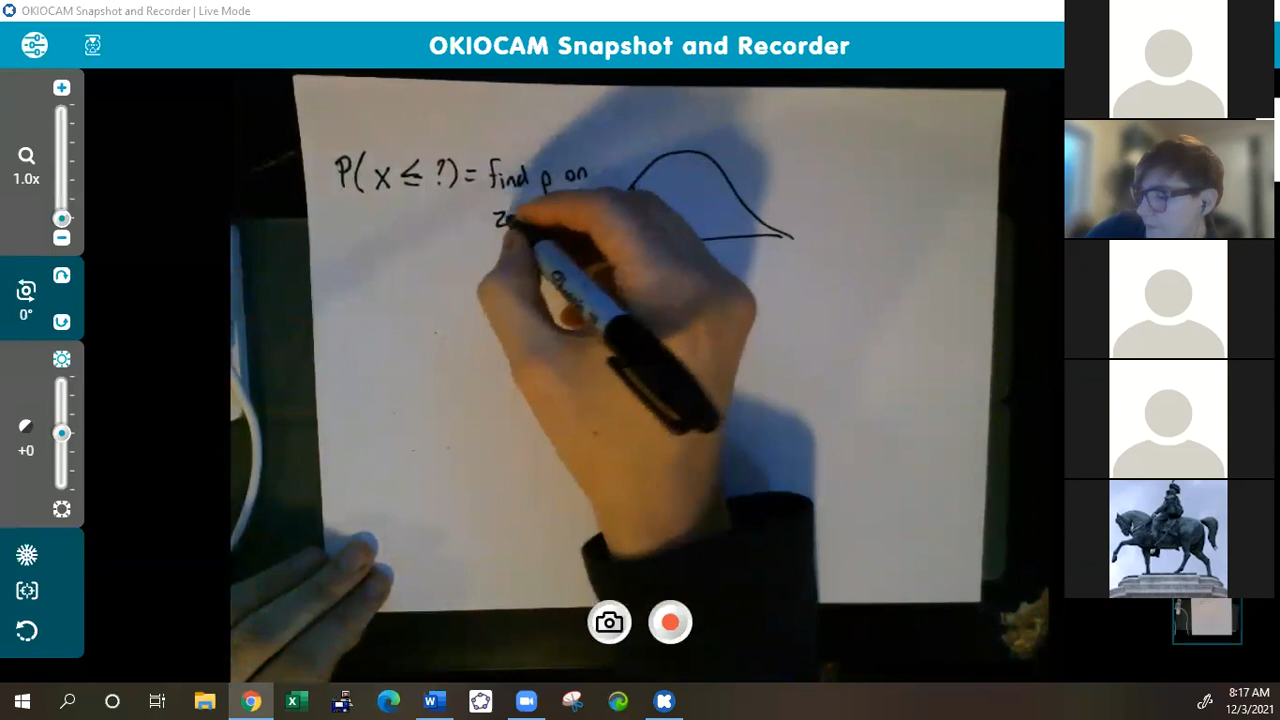 OKIOCAM Snapshot and Recorder | Live Mode
OKIOCAM Snapshot and Recorder
1.0x
0°
+0
P( x ≤ ?) = find p on
8:17 AM
12/3/2021